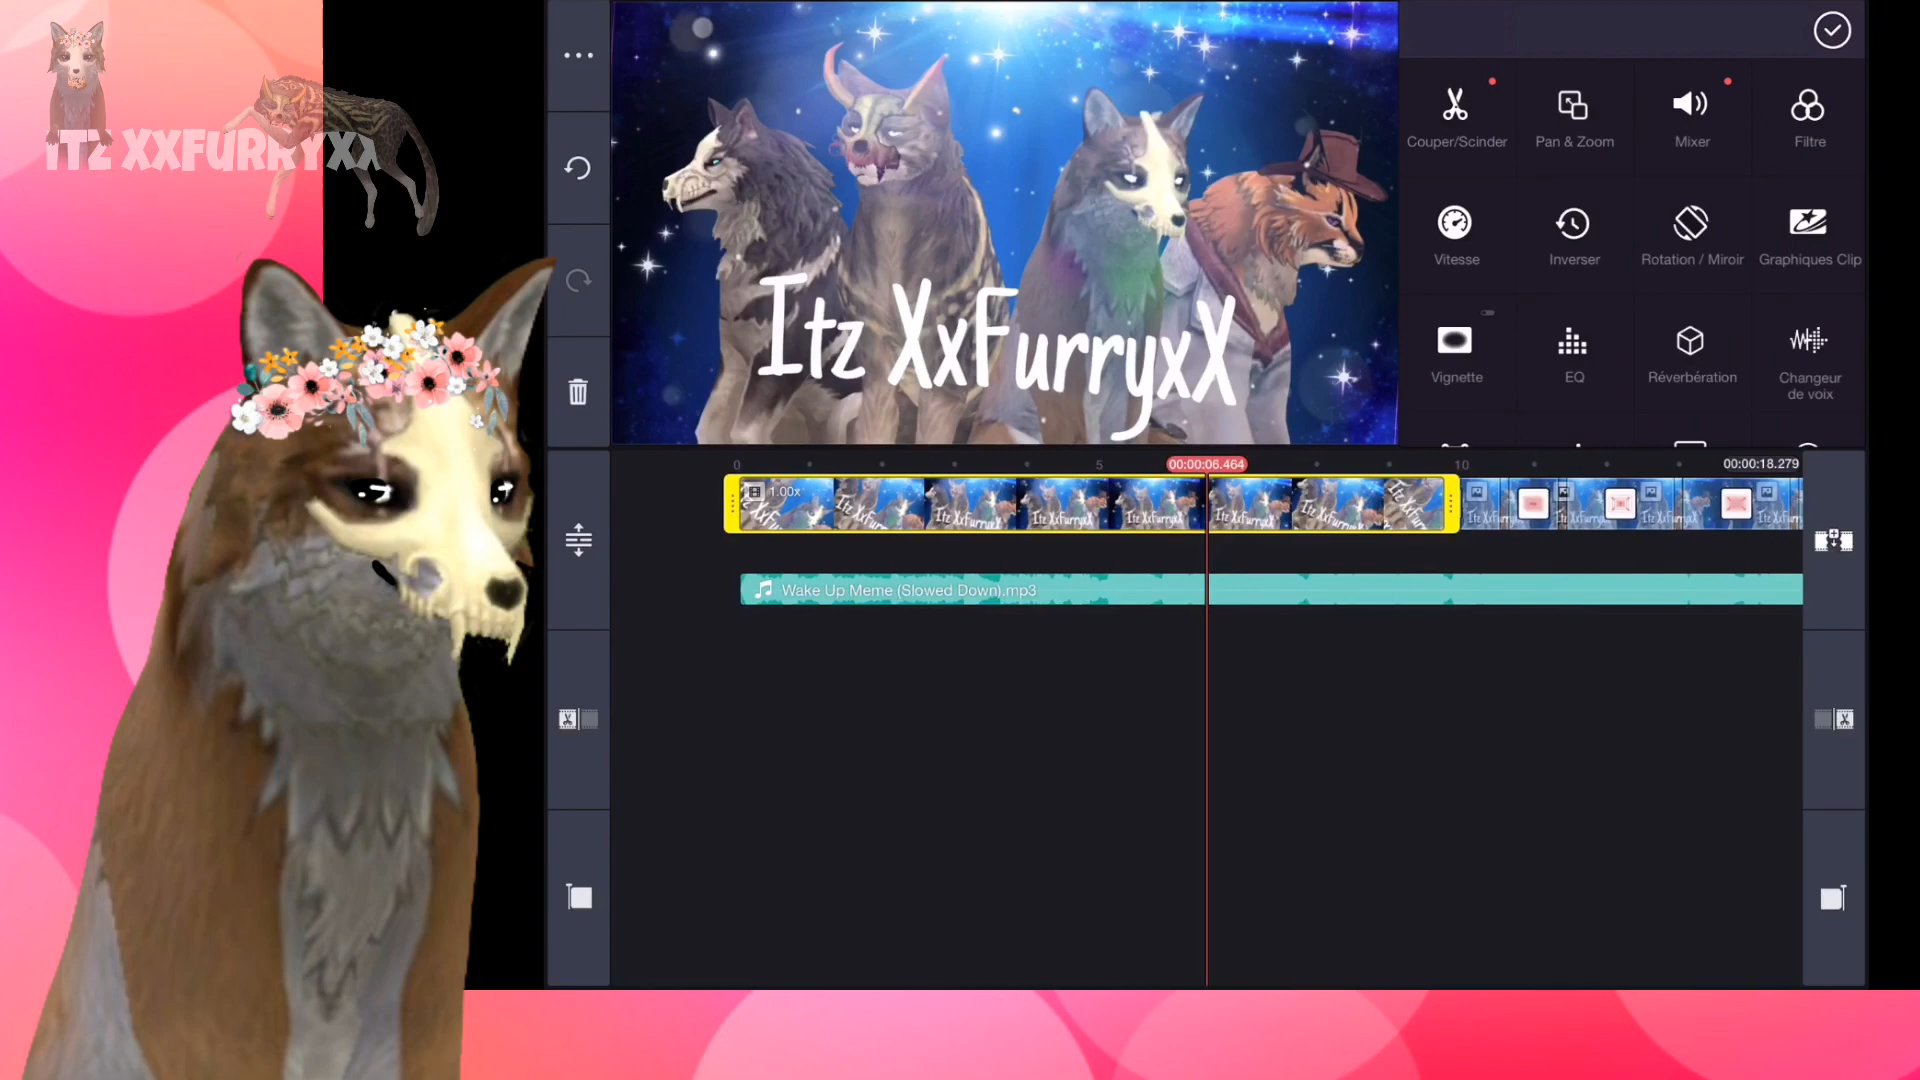 ITZ XXFURRYXX
Itz XxFurryxX
Couper/Scinder
Pan & Zoom
Mixer
Filtre
Vitesse
Inverser
Rotation / Miroir
Graphiques Clip
Vignette
EQ
Réverbération
Changeur
de voix
0
5
00:00:06.464
10
00:00:18.279
1.00x
Wake Up Meme (Slowed Down).mp3